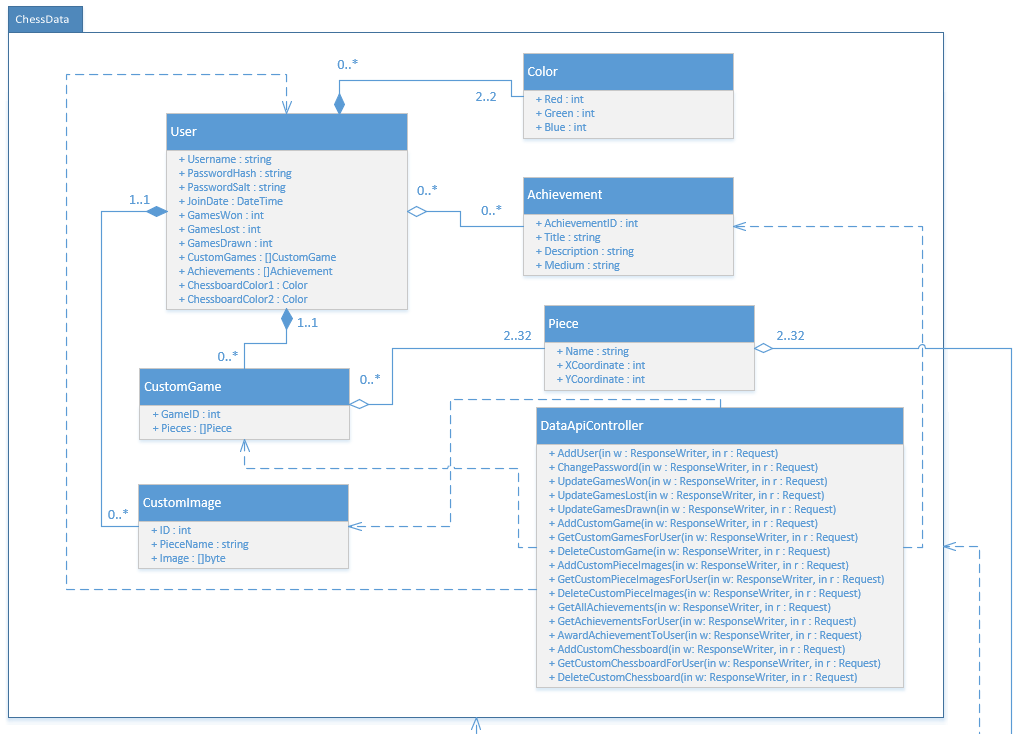 ChessData
0..*
2..2
Color
+ Red : int
+ Green : int
+ Blue : int
User
+ Username : string
+ PasswordHash : string
+ PasswordSalt : string
+ JoinDate : DateTime
+ GamesWon : int
+ GamesLost : int
+ GamesDrawn : int
+ CustomGames : []CustomGame
+ Achievements : []Achievement
+ ChessboardColor1 : Color
+ ChessboardColor2 : Color
1..1
0..*
0..*
Achievement
+ AchievementID : int
+ Title : string
+ Description : string
+ Medium : string
1..1
0..*
2..32
Piece
+ Name : string
+ XCoordinate : int
+ YCoordinate : int
2..32
0..*
CustomGame
+ GameID : int
+ Pieces : []Piece
0..*
CustomImage
+ ID : int
+ PieceName : string
+ Image : []byte
DataApiController
+ AddUser(in w : ResponseWriter, in r : Request)
+ ChangePassword(in w : ResponseWriter, in r : Request)
+ UpdateGamesWon(in w : ResponseWriter, in r : Request)
+ UpdateGamesLost(in w : ResponseWriter, in r : Request)
+ UpdateGamesDrawn(in w : ResponseWriter, in r : Request)
+ AddCustomGame(in w : ResponseWriter, in r : Request)
+ GetCustomGamesForUser(in w : ResponseWriter, in r : Request)
+ DeleteCustomGame(in w : ResponseWriter, in r : Request)
+ AddCustomPieceImages(in w : ResponseWriter, in r : Request)
+ GetCustomPieceImagesForUser(in w: ResponseWriter, in r : Request)
+ DeleteCustomPieceImages(in w: ResponseWriter, in r : Request)
+ GetAllAchievements(in w: ResponseWriter, in r : Request)
+ GetAchievementsForUser(in w: ResponseWriter, in r : Request)
+ AwardAchievementToUser(in w: ResponseWriter, in r : Request)
+ AddCustomChessboard(in w: ResponseWriter, in r : Request)
+ GetCustomChessboardForUser(in w: ResponseWriter, in r : Request)
+ DeleteCustomChessboard(in w: ResponseWriter, in r : Request)